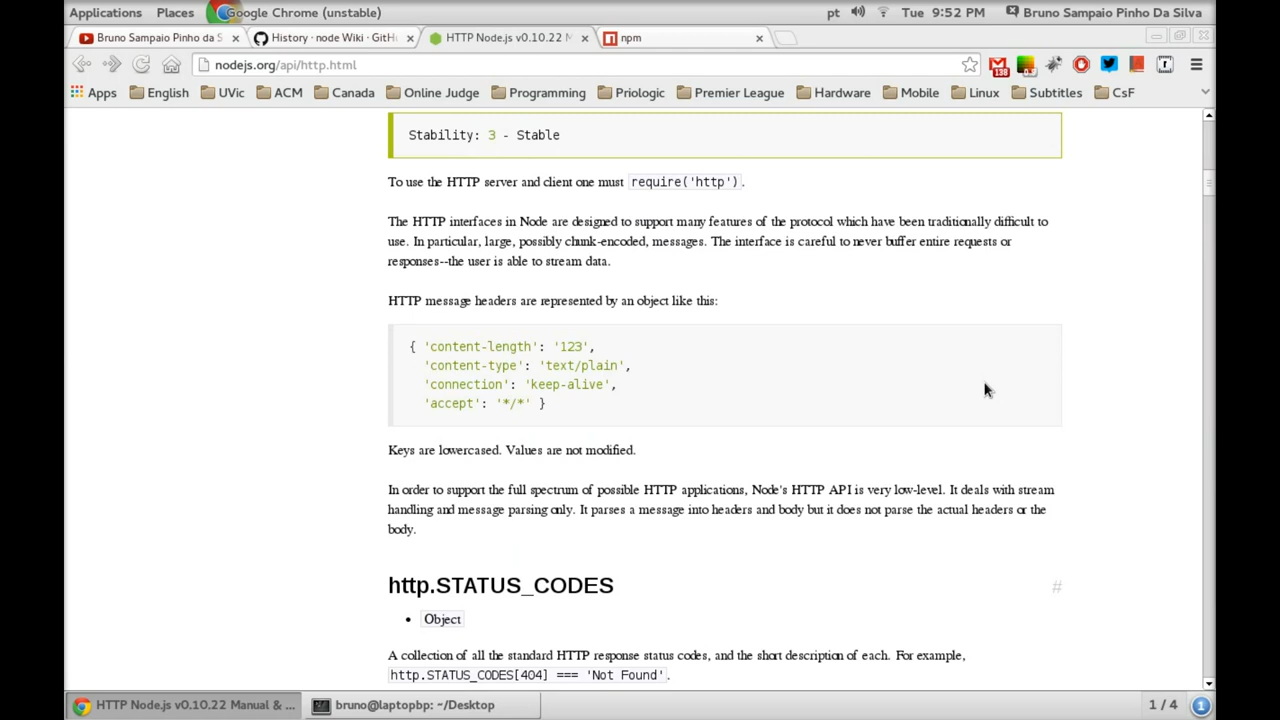 Applications Places Google Chrome (unstable) pt Tue 9:52 PM Bruno Sampaio Pinho Da Silva
Bruno Sampaio Pinho da S × History · node Wiki · GitH × HTTP Node.js v0.10.22 M × npm ×
nodejs.org/api/http.html 138
Apps English UVic ACM Canada Online Judge Programming Priologic Premier League Hardware Mobile Linux Subtitles CsF
Stability: 3 - Stable
To use the HTTP server and client one must require('http').
The HTTP interfaces in Node are designed to support many features of the protocol which have been traditionally difficult to
use. In particular, large, possibly chunk-encoded, messages. The interface is careful to never buffer entire requests or
responses--the user is able to stream data.
HTTP message headers are represented by an object like this:
{ 'content-length': '123',
'content-type': 'text/plain',
'connection': 'keep-alive',
'accept': '*/*' }
Keys are lowercased. Values are not modified.
In order to support the full spectrum of possible HTTP applications, Node's HTTP API is very low-level. It deals with stream
handling and message parsing only. It parses a message into headers and body but it does not parse the actual headers or the
body.
http.STATUS_CODES #
• Object
A collection of all the standard HTTP response status codes, and the short description of each. For example,
http.STATUS_CODES[404] === 'Not Found'.
HTTP Node.js v0.10.22 Manual & ... bruno@laptopbp: ~/Desktop 1 / 4 1